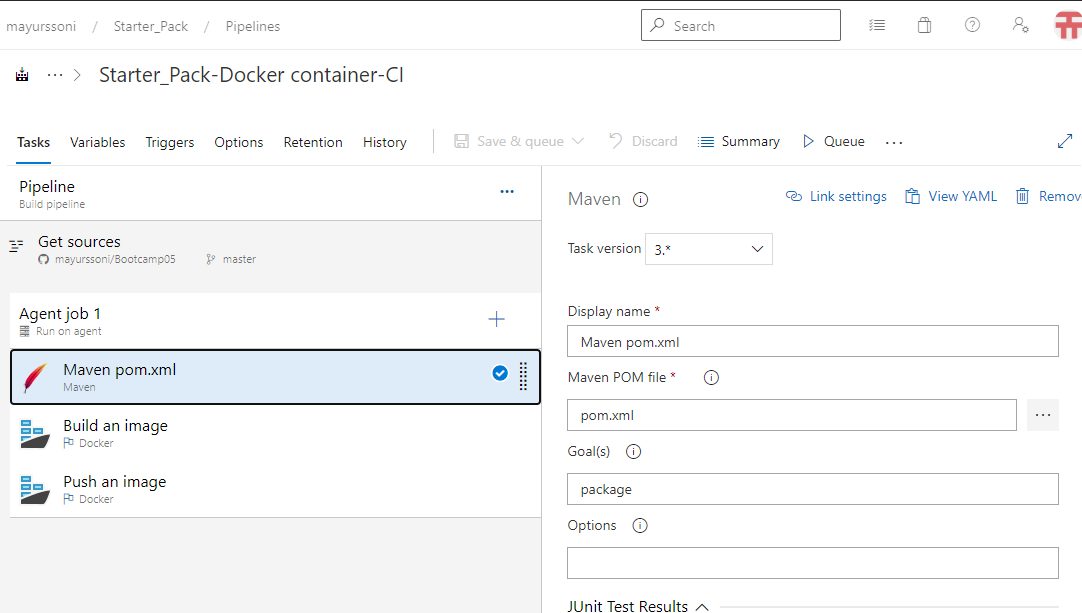 mayurssoni / Starter_Pack / Pipelines
Search
··· > Starter_Pack-Docker container-CI
Tasks Variables Triggers Options Retention History
Save & queue Discard Summary Queue ...
Pipeline
Build pipeline
...
Get sources
mayurssoni/Bootcamp05 master
Agent job 1
Run on agent
Maven pom.xml
Maven
Build an image
Docker
Push an image
Docker
Maven
Link settings View YAML Remov
Task version 3.*
Display name *
Maven pom.xml
Maven POM file *
pom.xml
...
Goal(s)
package
Options
JUnit Test Results